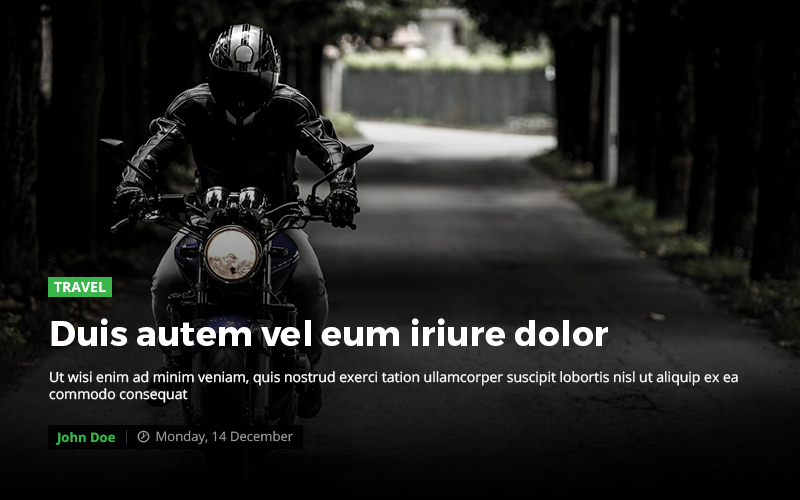 TRAVEL
Duis autem vel eum iriure dolor
Ut wisi enim ad minim veniam, quis nostrud exerci tation ullamcorper suscipit lobortis nisl ut aliquip ex ea
commodo consequat
John Doe Monday, 14 December